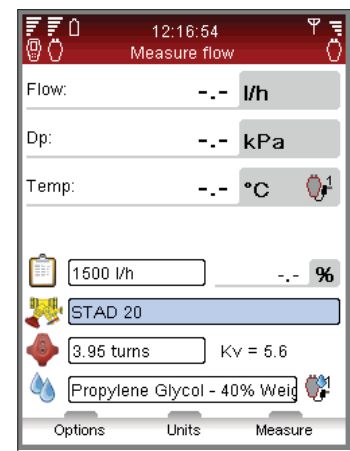 12:16:54
Measure flow
Flow: -.- l/h
Dp: -.- kPa
Temp: -.- °C 1
1500 l/h -.- %
STAD 20
3.95 turns Kv = 5.6
Propylene Glycol - 40% Weig
Options Units Measure